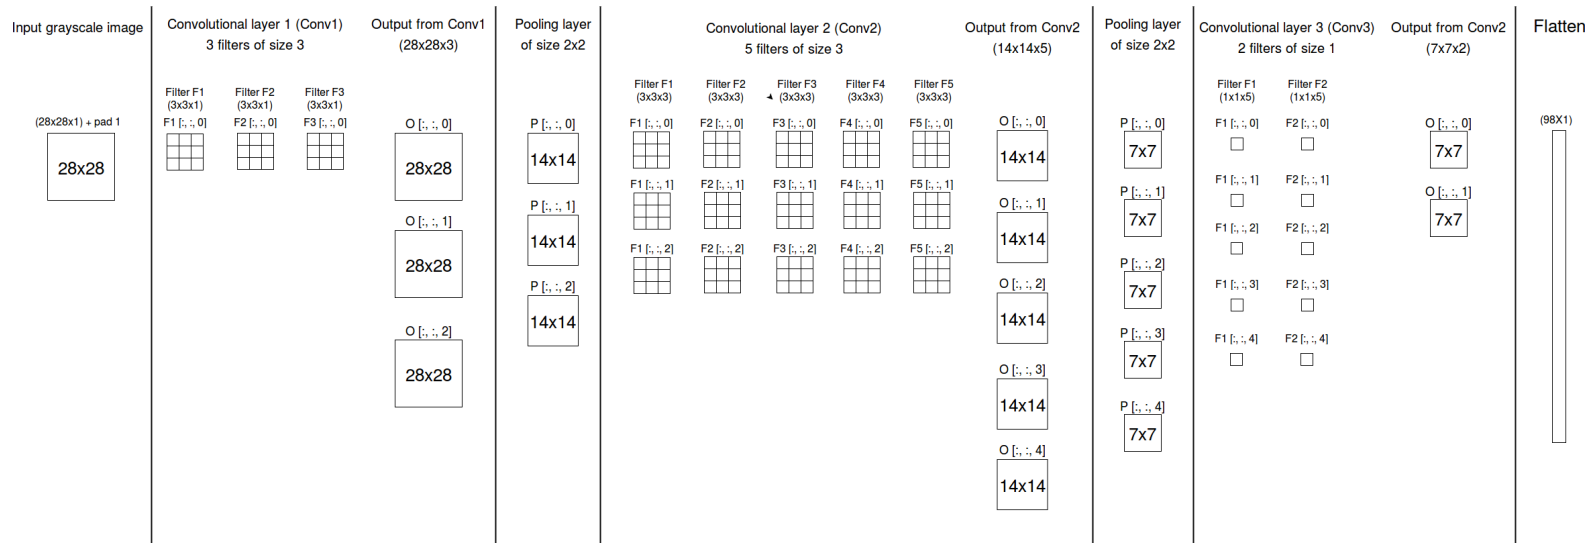 Input grayscale image
(28x28x1) + pad 1
28x28
Convolutional layer 1 (Conv1)
3 filters of size 3
Filter F1
(3x3x1)
F1 [:, :, 0]
Filter F2
(3x3x1)
F2 [:, :, 0]
Filter F3
(3x3x1)
F3 [:, :, 0]
Output from Conv1
(28x28x3)
O [:, :, 0]
28x28
O [:, :, 1]
28x28
O [:, :, 2]
28x28
Pooling layer
of size 2x2
P [:, :, 0]
14x14
P [:, :, 1]
14x14
P [:, :, 2]
14x14
Convolutional layer 2 (Conv2)
5 filters of size 3
Filter F1
(3x3x3)
F1 [:, :, 0]
F1 [:, :, 1]
F1 [:, :, 2]
Filter F2
(3x3x3)
F2 [:, :, 0]
F2 [:, :, 1]
F2 [:, :, 2]
Filter F3
(3x3x3)
F3 [:, :, 0]
F3 [:, :, 1]
F3 [:, :, 2]
Filter F4
(3x3x3)
F4 [:, :, 0]
F4 [:, :, 1]
F4 [:, :, 2]
Filter F5
(3x3x3)
F5 [:, :, 0]
F5 [:, :, 1]
F5 [:, :, 2]
Output from Conv2
(14x14x5)
O [:, :, 0]
14x14
O [:, :, 1]
14x14
O [:, :, 2]
14x14
O [:, :, 3]
14x14
O [:, :, 4]
14x14
Pooling layer
of size 2x2
P [:, :, 0]
7x7
P [:, :, 1]
7x7
P [:, :, 2]
7x7
P [:, :, 3]
7x7
P [:, :, 4]
7x7
Convolutional layer 3 (Conv3)
2 filters of size 1
Filter F1
(1x1x5)
F1 [:, :, 0]
F1 [:, :, 1]
F1 [:, :, 2]
F1 [:, :, 3]
F1 [:, :, 4]
Filter F2
(1x1x5)
F2 [:, :, 0]
F2 [:, :, 1]
F2 [:, :, 2]
F2 [:, :, 3]
F2 [:, :, 4]
Output from Conv2
(7x7x2)
O [:, :, 0]
7x7
O [:, :, 1]
7x7
Flatten
(98X1)